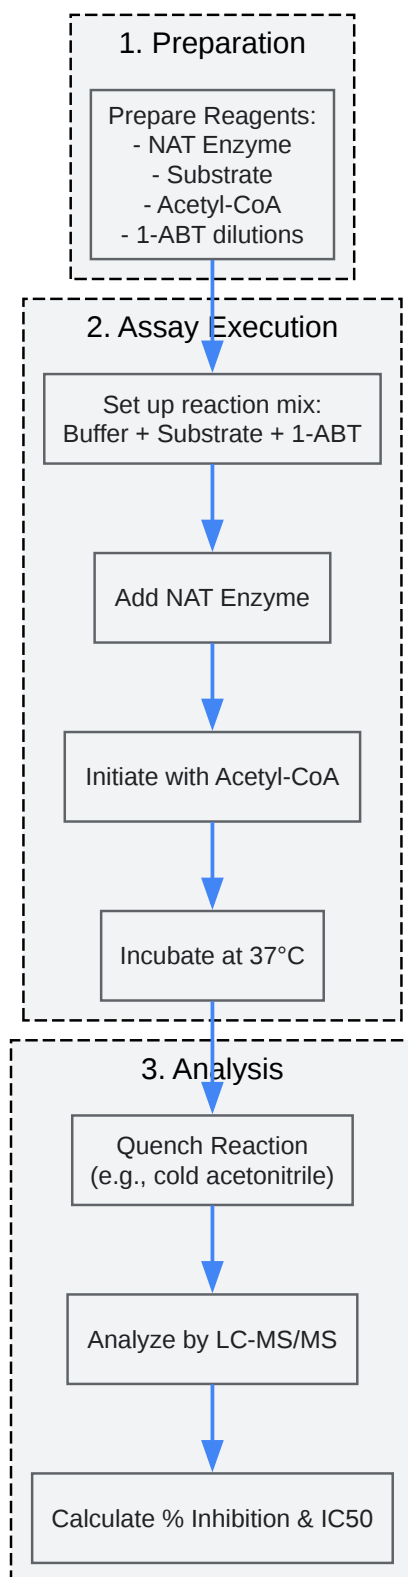 1. Preparation
Prepare Reagents:
- NAT Enzyme
- Substrate
- Acetyl-CoA
- 1-ABT dilutions
2. Assay Execution
Set up reaction mix:
Buffer + Substrate + 1-ABT
Add NAT Enzyme
Initiate with Acetyl-CoA
Incubate at 37°C
3. Analysis
Quench Reaction
(e.g., cold acetonitrile)
Analyze by LC-MS/MS
Calculate % Inhibition & IC50